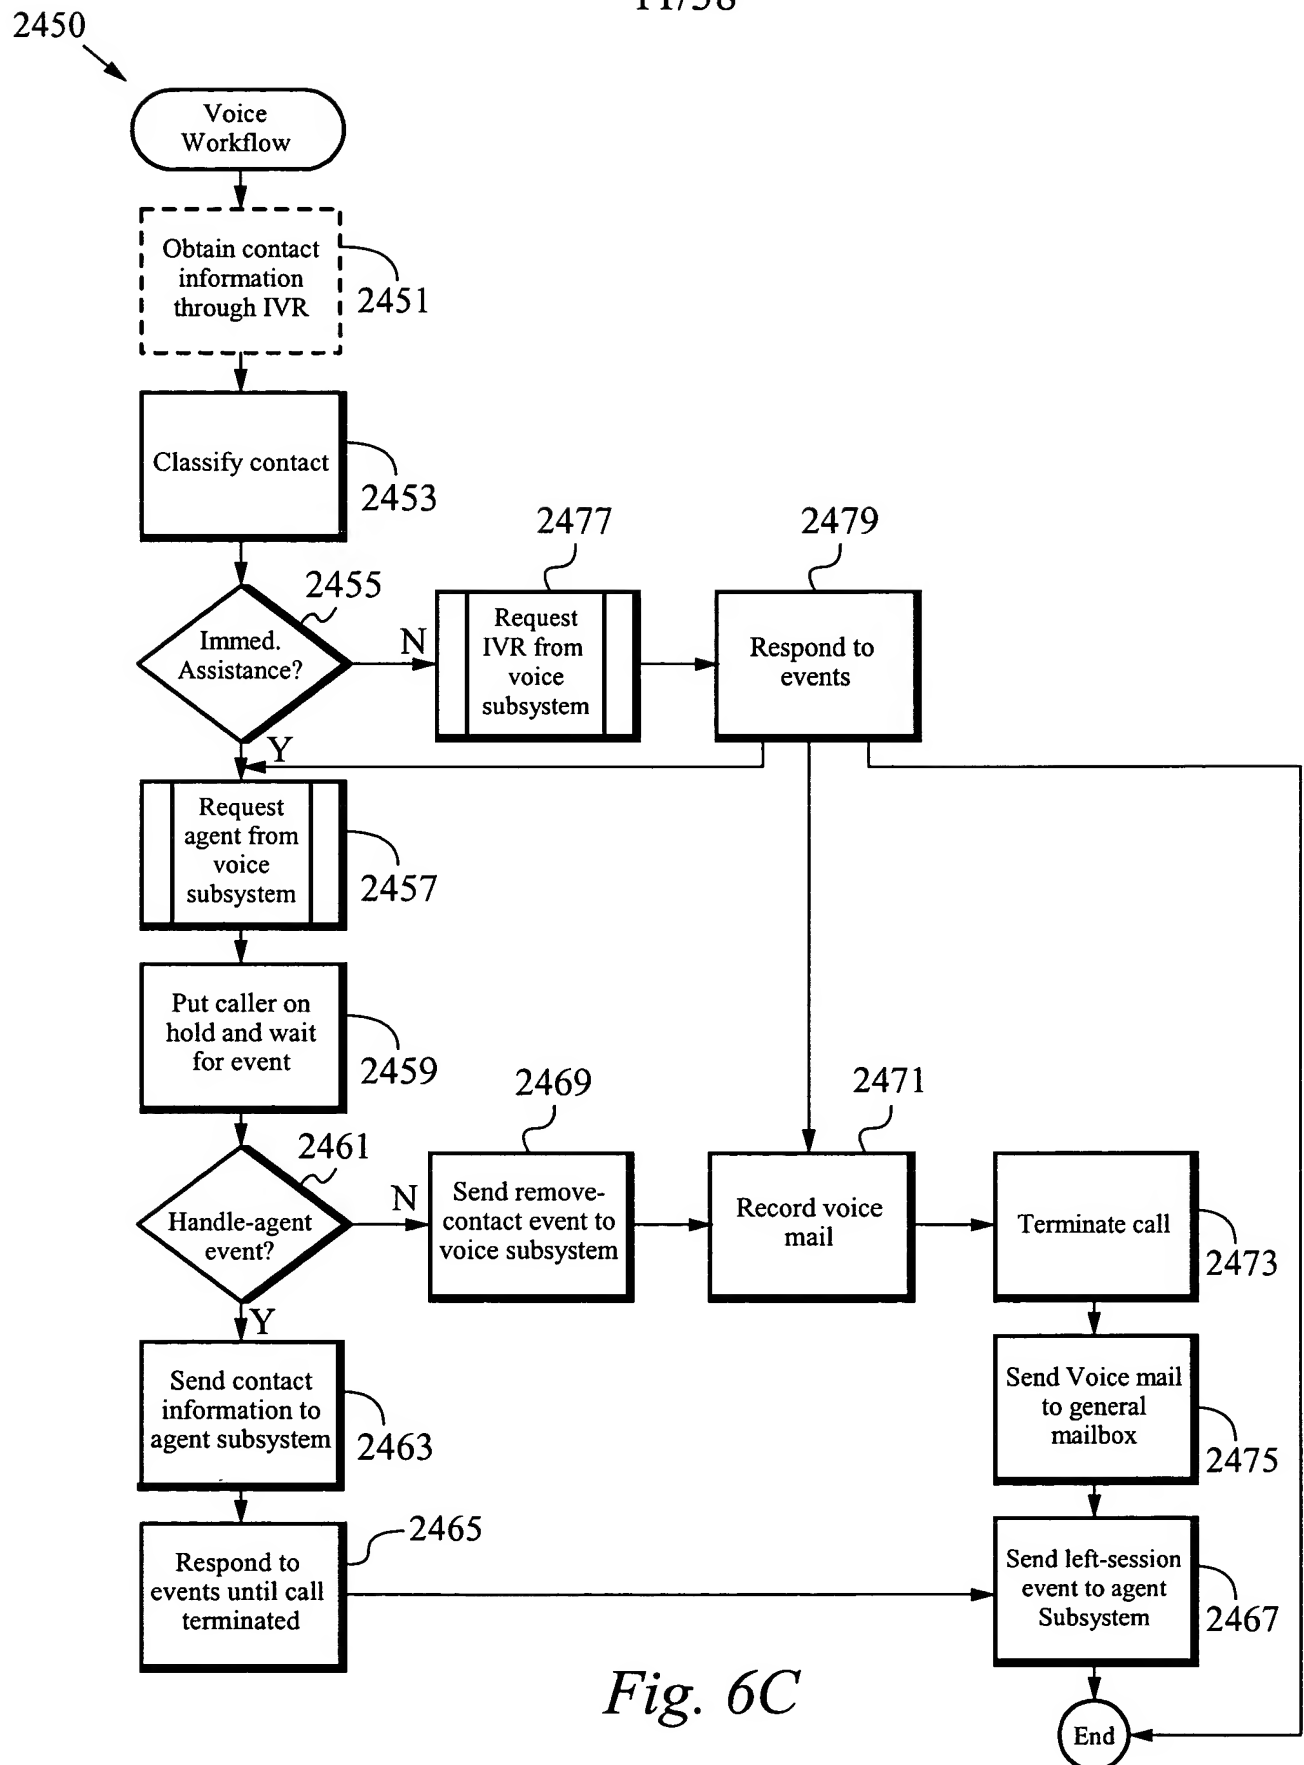 2450
Voice
Workflow
Obtain contact
information
through IVR
2451
Classify contact
2453
2455
Immed.
Assistance?
N
Y
2477
Request
IVR from
voice
subsystem
2479
Respond to
events
Request
agent from
voice
subsystem
2457
Put caller on
hold and wait
for event
2459
2461
Handle-agent
event?
N
Y
2469
Send remove-
contact event to
voice subsystem
2471
Record voice
mail
Terminate call
2473
Send contact
information to
agent subsystem
2463
Send Voice mail
to general
mailbox
2475
Respond to
events until call
terminated
2465
Send left-session
event to agent
Subsystem
2467
End
Fig. 6C